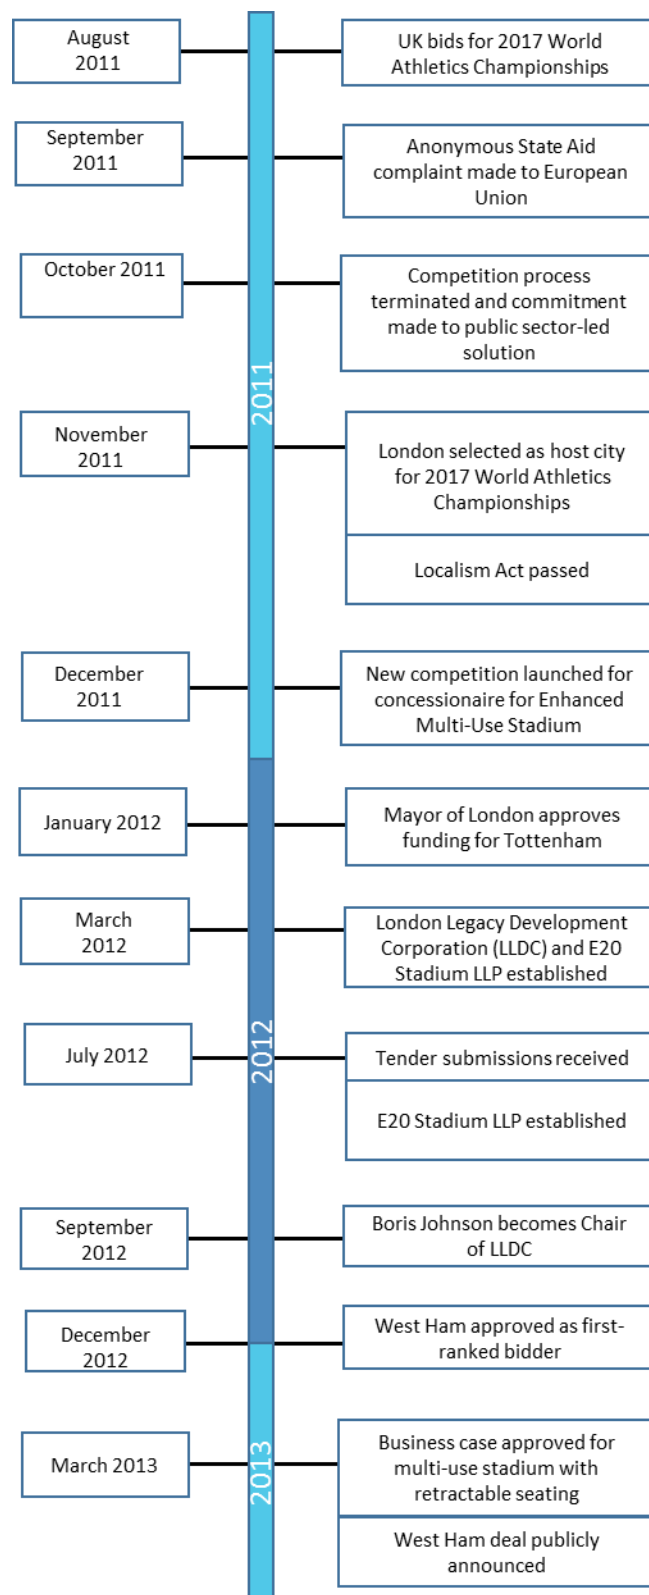 August
2011
UK bids for 2017 World
Athletics Championships
September
2011
Anonymous State Aid
complaint made to European
Union
October 2011
Competition process
terminated and commitment
made to public sector-led
solution
2011
November
2011
London selected as host city
for 2017 World Athletics
Championships
Localism Act passed
December
2011
New competition launched for
concessionaire for Enhanced
Multi-Use Stadium
January 2012
Mayor of London approves
funding for Tottenham
March
2012
London Legacy Development
Corporation (LLDC) and E20
Stadium LLP established
2012
July 2012
Tender submissions received
E20 Stadium LLP established
September
2012
Boris Johnson becomes Chair
of LLDC
December
2012
West Ham approved as first-
ranked bidder
March 2013
2013
Business case approved for
multi-use stadium with
retractable seating
West Ham deal publicly
announced